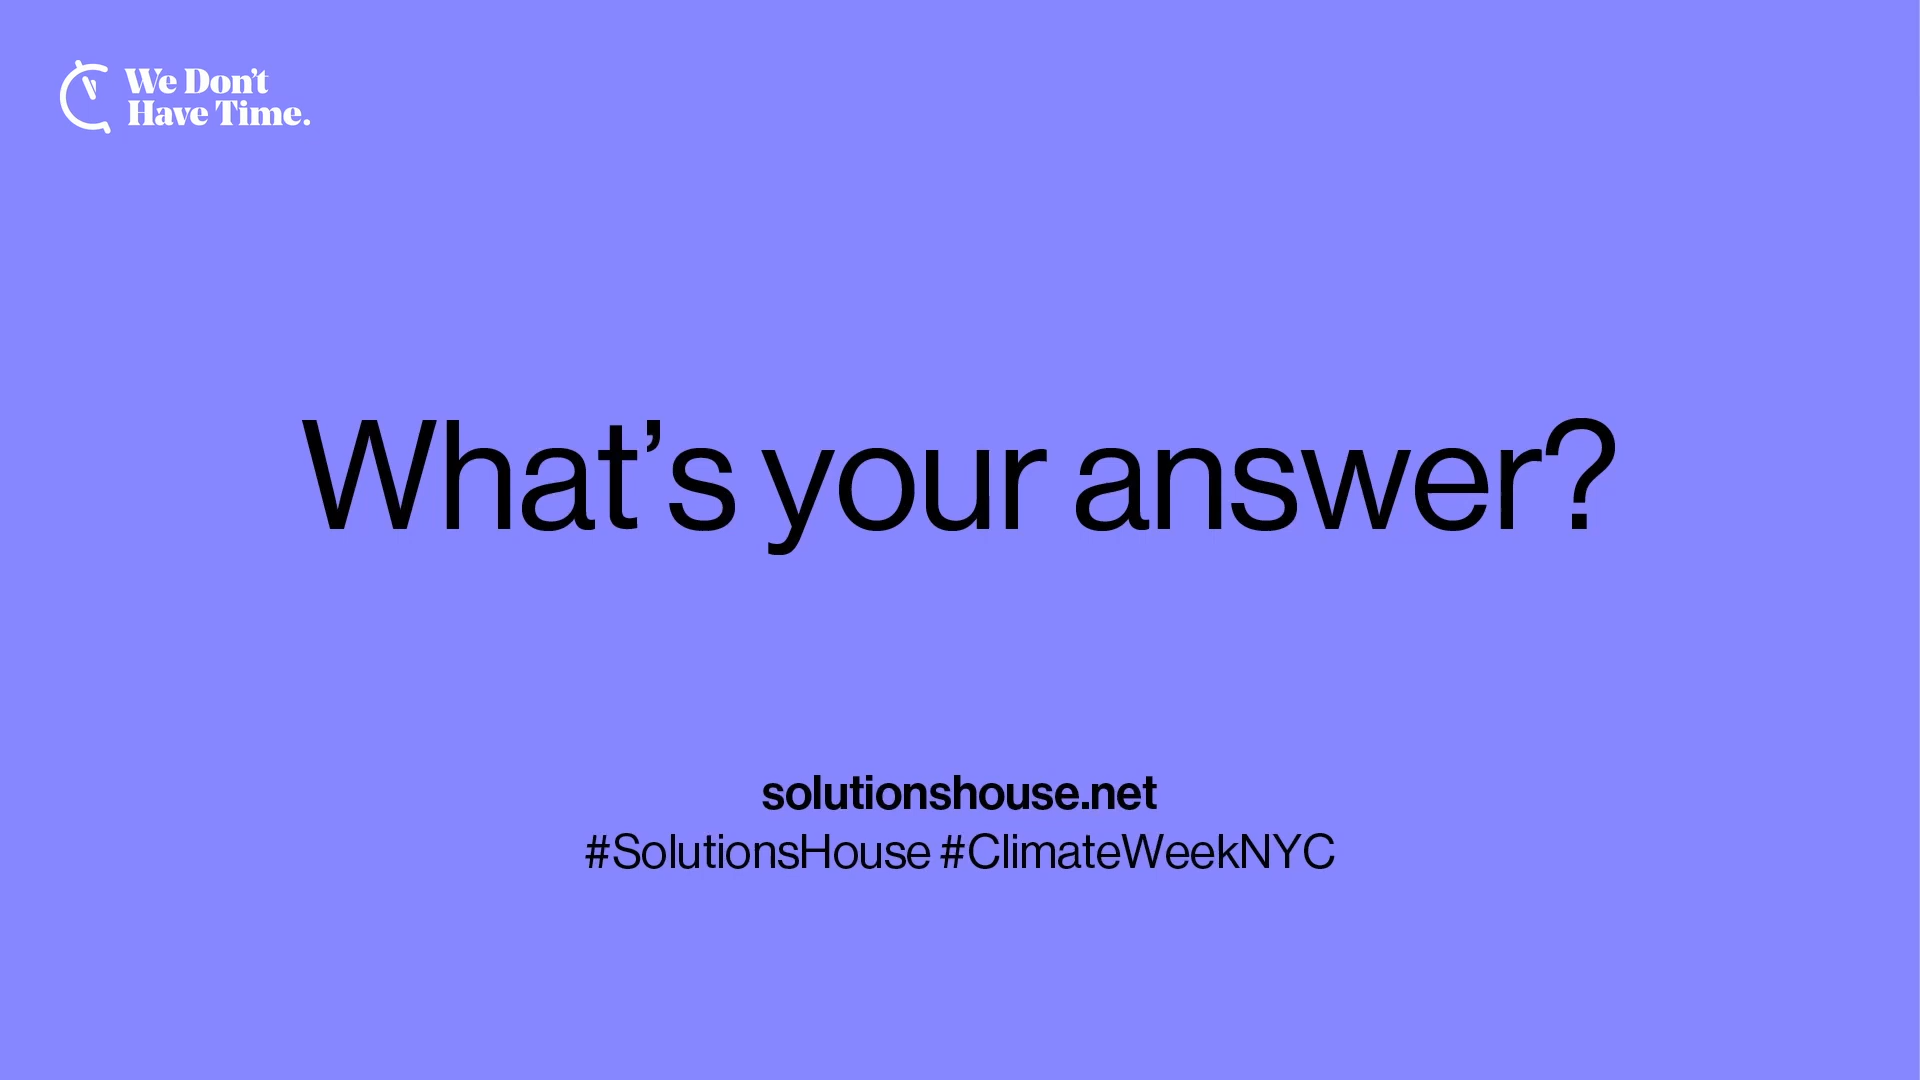 We Don't
Have Time.
What’s your answer?
solutionshouse.net
#SolutionsHouse #ClimateWeekNYC